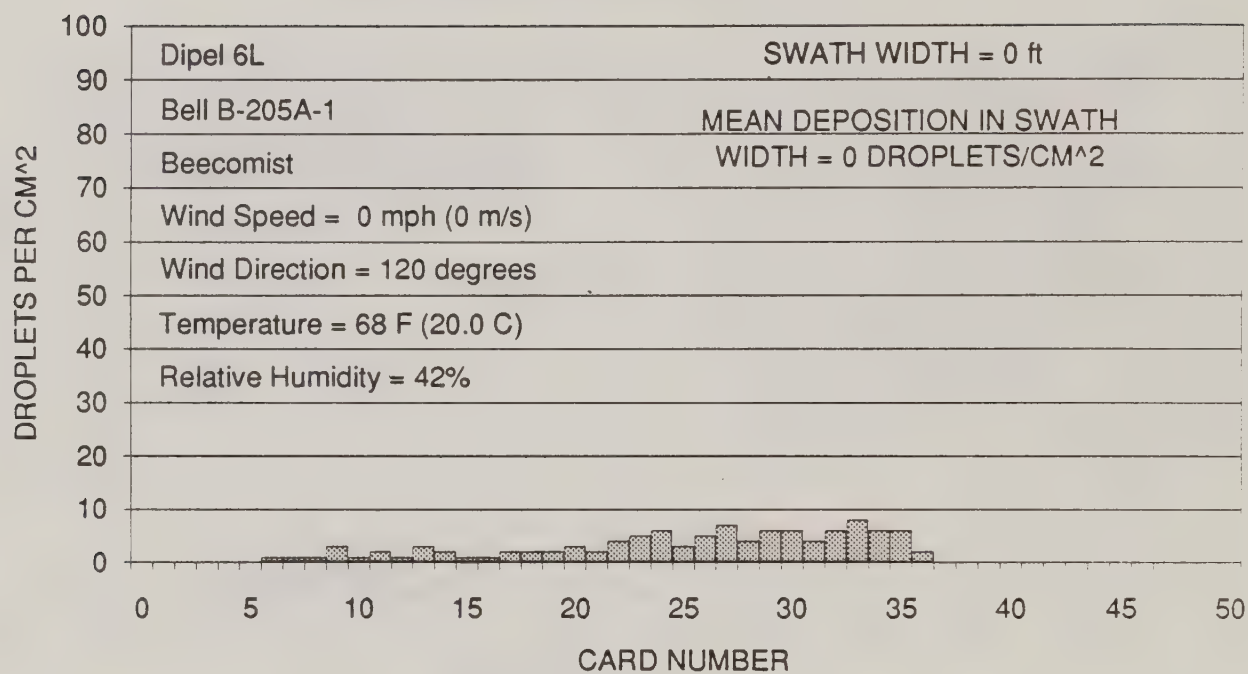 100
90
80
70
60
50
40
30
20
10
0
DROPLETS PER CM^2
Dipel 6L
Bell B-205A-1
Beecomist
Wind Speed = 0 mph (0 m/s)
Wind Direction = 120 degrees
Temperature = 68 F (20.0 C)
Relative Humidity = 42%
SWATH WIDTH = 0 ft
MEAN DEPOSITION IN SWATH
WIDTH = 0 DROPLETS/CM^2
0 5 10 15 20 25 30 35 40 45 50
CARD NUMBER